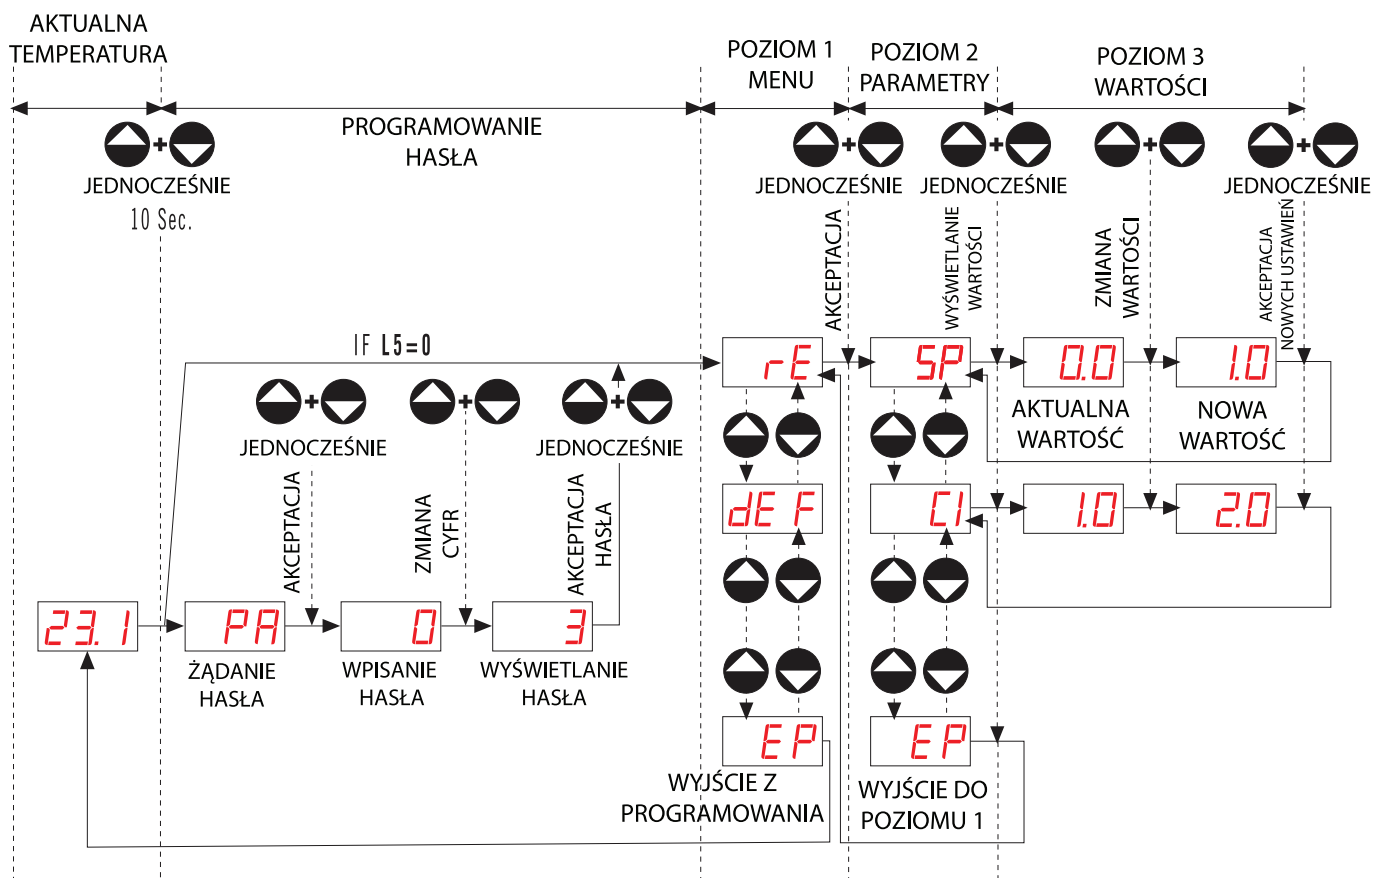 AKTUALNA
TEMPERATURA
POZIOM 1
MENU
POZIOM 2
PARAMETRY
POZIOM 3
WARTOŚCI
PROGRAMOWANIE
HASŁA
+
JEDNOCZEŚNIE
10 Sec.
+
JEDNOCZEŚNIE
+
JEDNOCZEŚNIE
+
+
JEDNOCZEŚNIE
AKCEPTACJA
WYŚWIETLANIE
WARTOŚCI
ZMIANA
WARTOŚCI
AKCEPTACJA
NOWYCH USTAWIEŃ
IF L5=0
rE
SP
0.0
1.0
AKTUALNA
WARTOŚĆ
NOWA
WARTOŚĆ
+
JEDNOCZEŚNIE
+
+
JEDNOCZEŚNIE
AKCEPTACJA
ZMIANA
CYFR
AKCEPTACJA
HASŁA
dEF
C1
1.0
2.0
23.1
PA
0
3
ŻĄDANIE
HASŁA
WPISANIE
HASŁA
WYŚWIETLANIE
HASŁA
EP
EP
WYJŚCIE Z
PROGRAMOWANIA
WYJŚCIE DO
POZIOMU 1